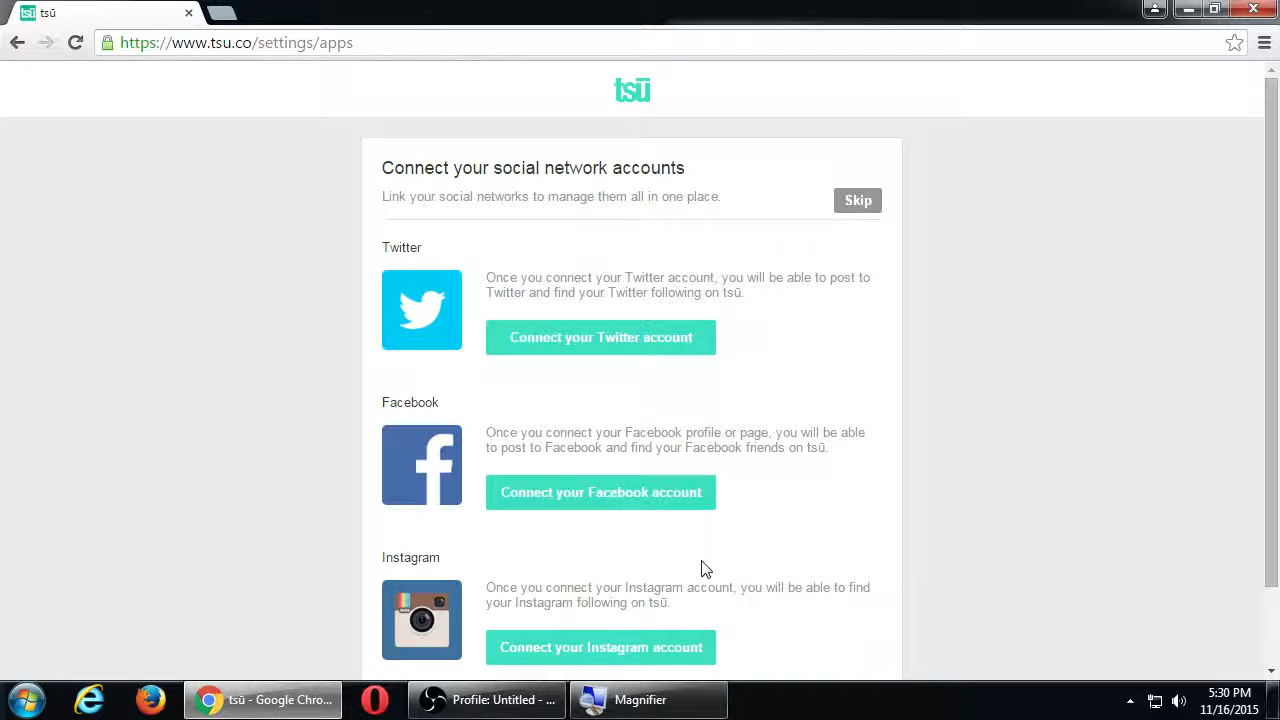 tsū
https://www.tsu.co/settings/apps
tsū
Connect your social network accounts
Link your social networks to manage them all in one place.
Skip
Twitter
Once you connect your Twitter account, you will be able to post to
Twitter and find your Twitter following on tsū.
Connect your Twitter account
Facebook
Once you connect your Facebook profile or page, you will be able
to post to Facebook and find your Facebook friends on tsū.
Connect your Facebook account
Instagram
Once you connect your Instagram account, you will be able to find
your Instagram following on tsū.
Connect your Instagram account
tsū - Google Chro...
Profile: Untitled - ...
Magnifier
5:30 PM
11/16/2015